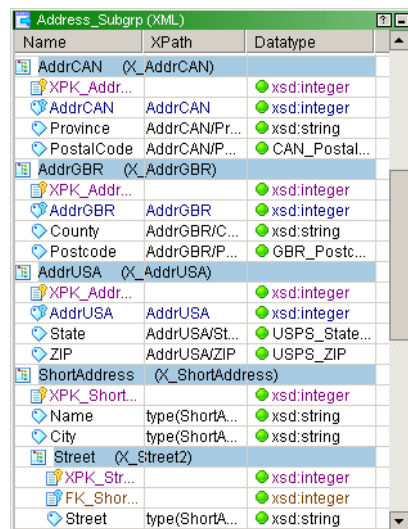 Address_Subgrp (XML)
Name XPath Datatype
AddrCAN (X_AddrCAN)
XPK_Addr... xsd:integer
AddrCAN AddrCAN xsd:integer
Province AddrCAN/Pr... xsd:string
PostalCode AddrCAN/P... CAN_Postal...
AddrGBR (X_AddrGBR)
XPK_Addr... xsd:integer
AddrGBR AddrGBR xsd:integer
County AddrGBR/C... xsd:string
Postcode AddrGBR/P... GBR_Postc...
AddrUSA (X_AddrUSA)
XPK_Addr... xsd:integer
AddrUSA AddrUSA xsd:integer
State AddrUSA/St... USPS_State...
ZIP AddrUSA/ZIP USPS_ZIP
ShortAddress (X_ShortAddress)
XPK_Short... xsd:integer
Name type(ShortA... xsd:string
City type(ShortA... xsd:string
Street (X_Street2)
XPK_Str... xsd:integer
FK_Shor... xsd:integer
Street type(ShortA... xsd:string